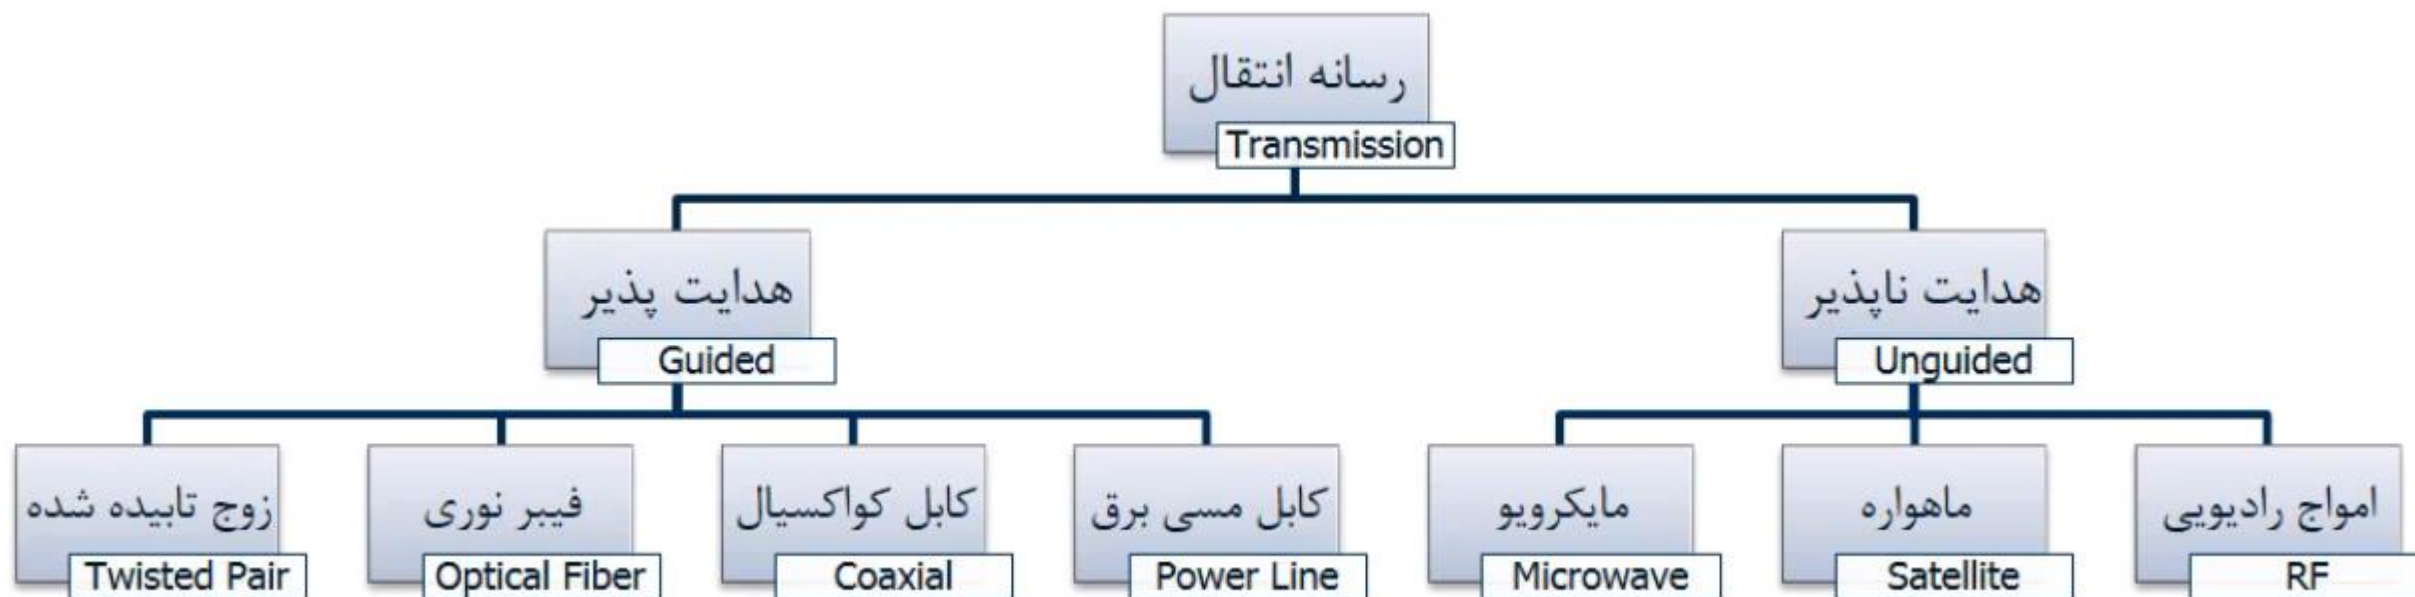 رسانه انتقال
Transmission
هدایت پذیر
Guided
هدایت ناپذیر
Unguided
زوج تابیده شده
Twisted Pair
فیبر نوری
Optical Fiber
کابل کواکسیال
Coaxial
کابل مسی برق
Power Line
مایکرویو
Microwave
ماهواره
Satellite
امواج رادیویی
RF